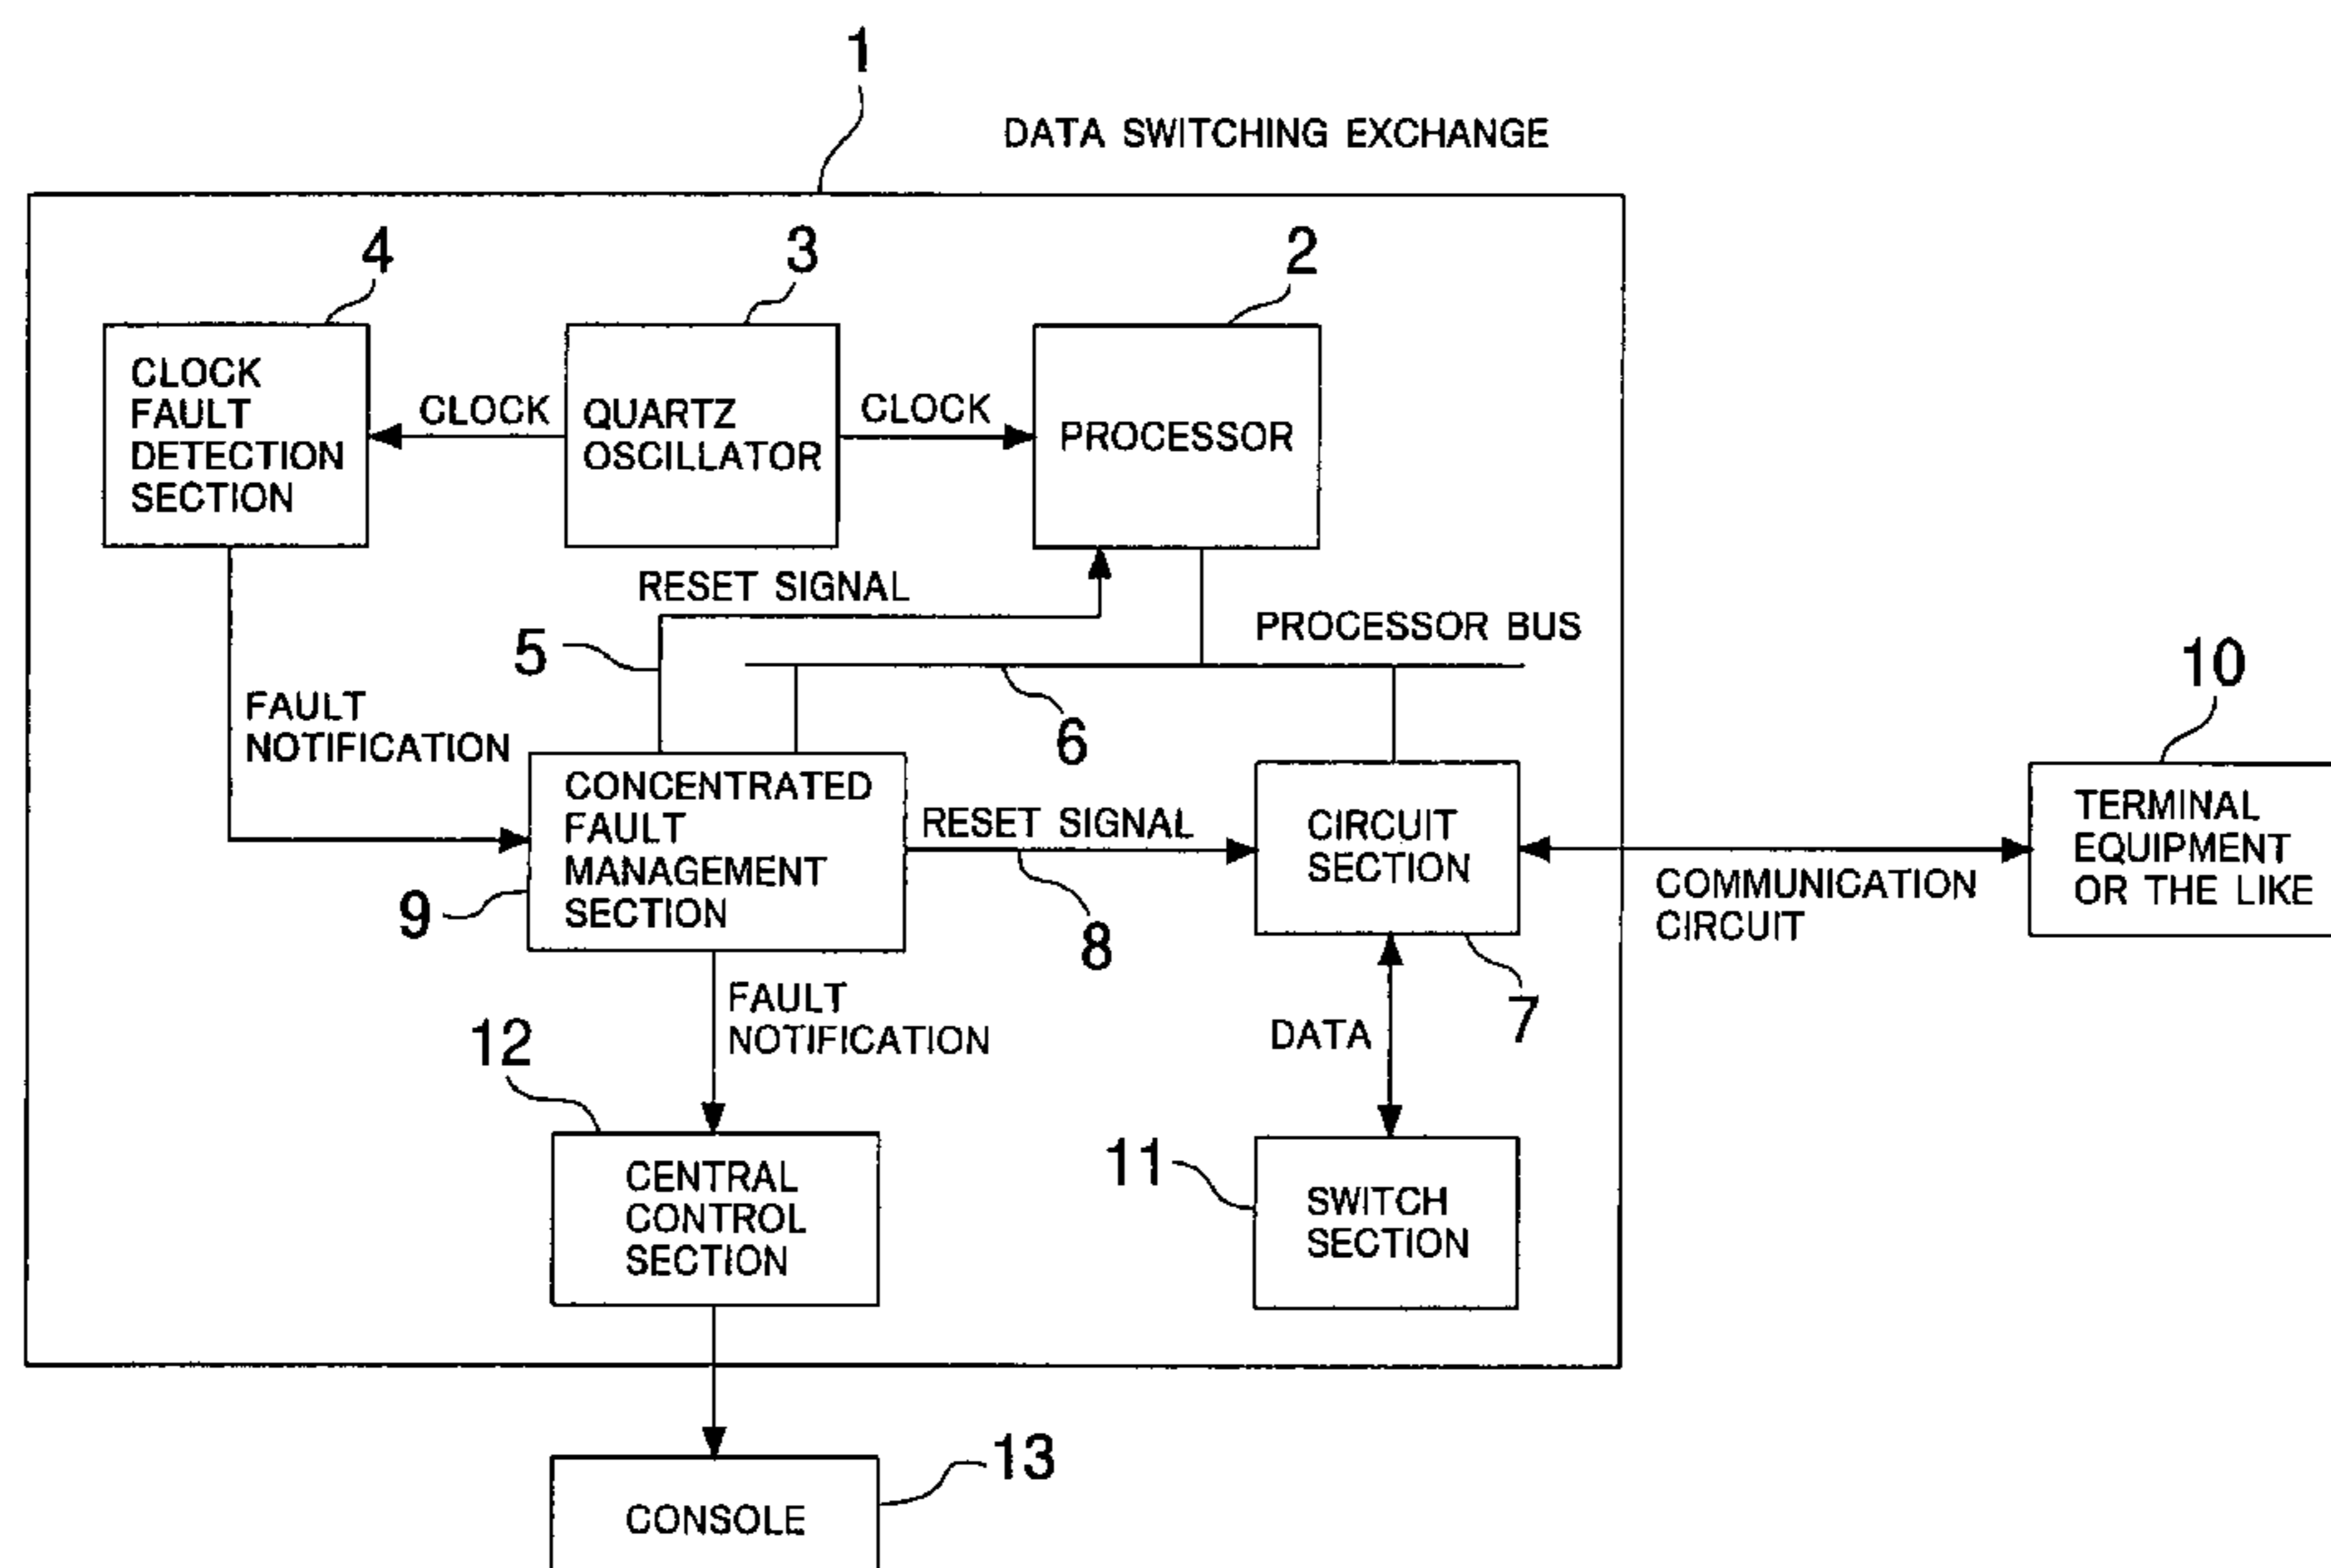 1
DATA SWITCHING EXCHANGE
4
3
2
CLOCK
FAULT
DETECTION
SECTION
CLOCK
QUARTZ
OSCILLATOR
CLOCK
PROCESSOR
RESET SIGNAL
5
PROCESSOR BUS
6
10
FAULT
NOTIFICATION
CONCENTRATED
FAULT
MANAGEMENT
SECTION
9
RESET SIGNAL
8
CIRCUIT
SECTION
7
COMMUNICATION
CIRCUIT
TERMINAL
EQUIPMENT
OR THE LIKE
FAULT
NOTIFICATION
DATA
12
CENTRAL
CONTROL
SECTION
11
SWITCH
SECTION
13
CONSOLE